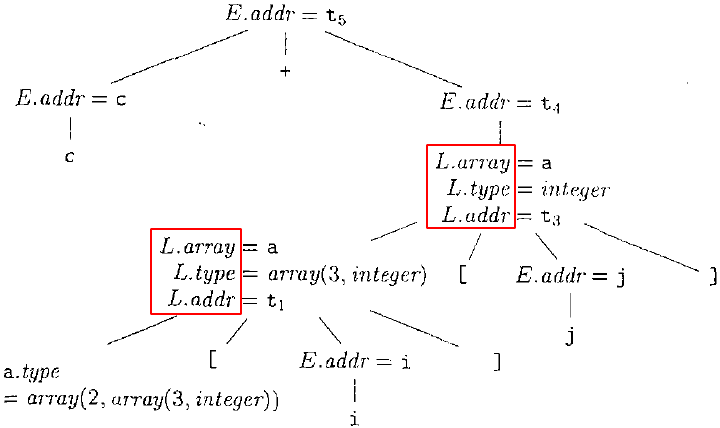 E.addr = t₅
+
E.addr = c
E.addr = t₄
c
L.array = a
L.type = integer
L.addr = t₃
L.array = a
L.type = array(3, integer)
L.addr = t₁
[
E.addr = j
]
j
a.type
= array(2, array(3, integer))
[
E.addr = i
]
i